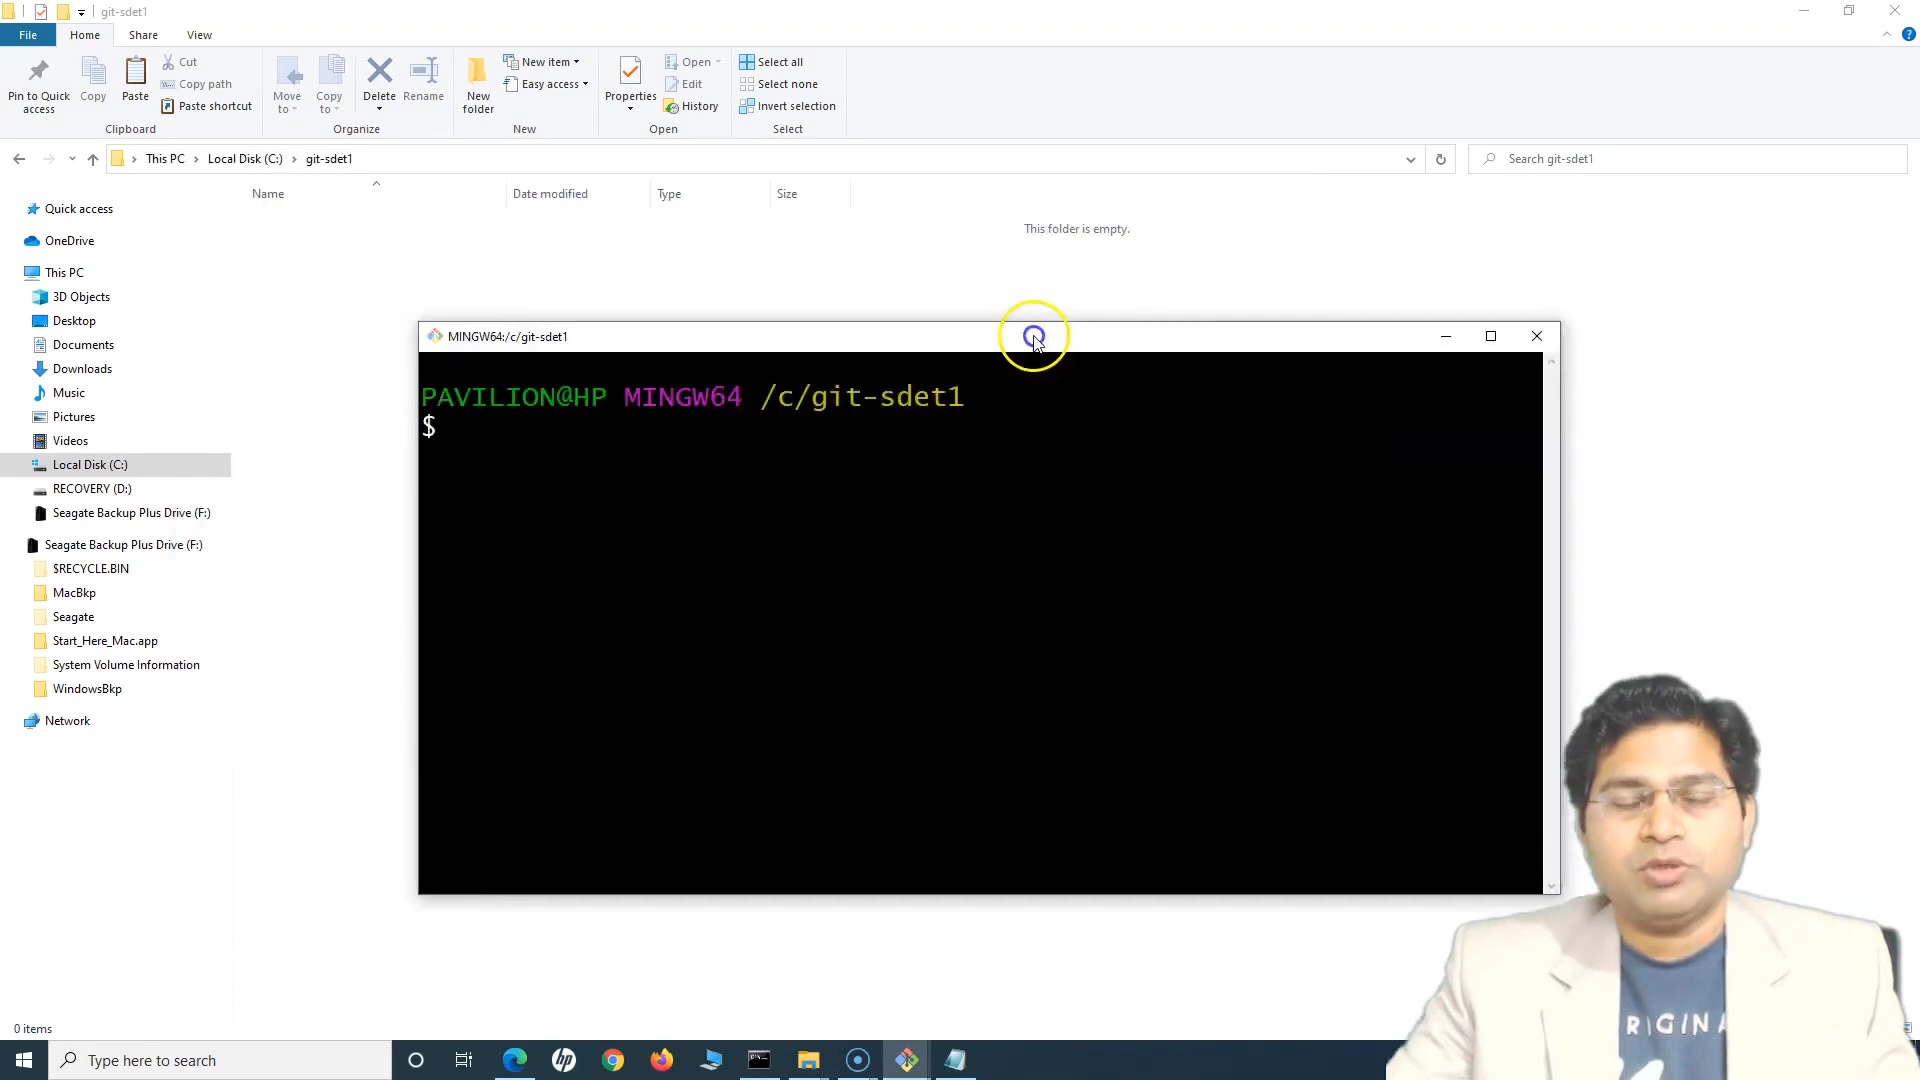 git-sdet1
File Home Share View
Pin to Quick access
Copy
Paste
Cut
Copy path
Paste shortcut
Clipboard
Move to
Copy to
Delete
Rename
Organize
New folder
New item
Easy access
New
Properties
Open
Edit
History
Open
Select all
Select none
Invert selection
Select
This PC > Local Disk (C:) > git-sdet1
Search git-sdet1
Name Date modified Type Size
This folder is empty.
Quick access
OneDrive
This PC
3D Objects
Desktop
Documents
Downloads
Music
Pictures
Videos
Local Disk (C:)
RECOVERY (D:)
Seagate Backup Plus Drive (F:)
Seagate Backup Plus Drive (F:)
$RECYCLE.BIN
MacBkp
Seagate
Start_Here_Mac.app
System Volume Information
WindowsBkp
Network
MINGW64:/c/git-sdet1
PAVILION@HP MINGW64 /c/git-sdet1
$
0 items
Type here to search
hp